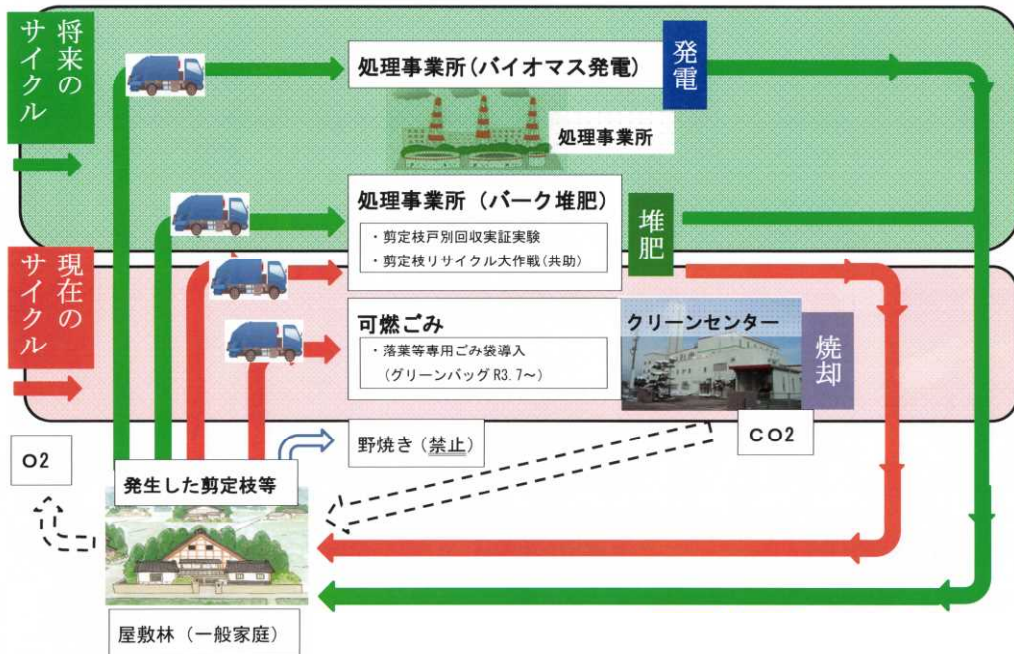 将来の
サイクル
処理事業所(バイオマス発電)
発電
処理事業所
処理事業所（バーク堆肥）
・剪定枝戸別回収実証実験
・剪定枝リサイクル大作戦(共助)
堆肥
現在の
サイクル
可燃ごみ
・落葉等専用ごみ袋導入
(グリーンバッグR3.7～)
クリーンセンター
焼却
O2
野焼き（禁止）
CO2
発生した剪定枝等
屋敷林（一般家庭）